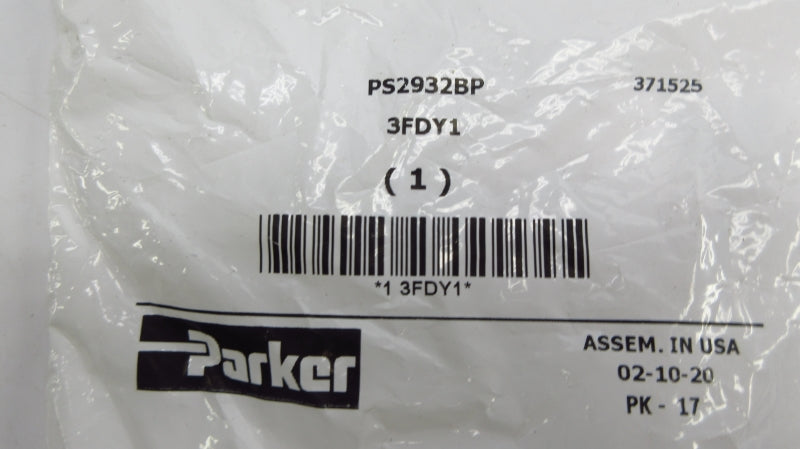 PS2932BP 371525
3FDY1
( 1 )
*1 3FDY1*
Parker
ASSEM. IN USA
02-10-20
PK - 17